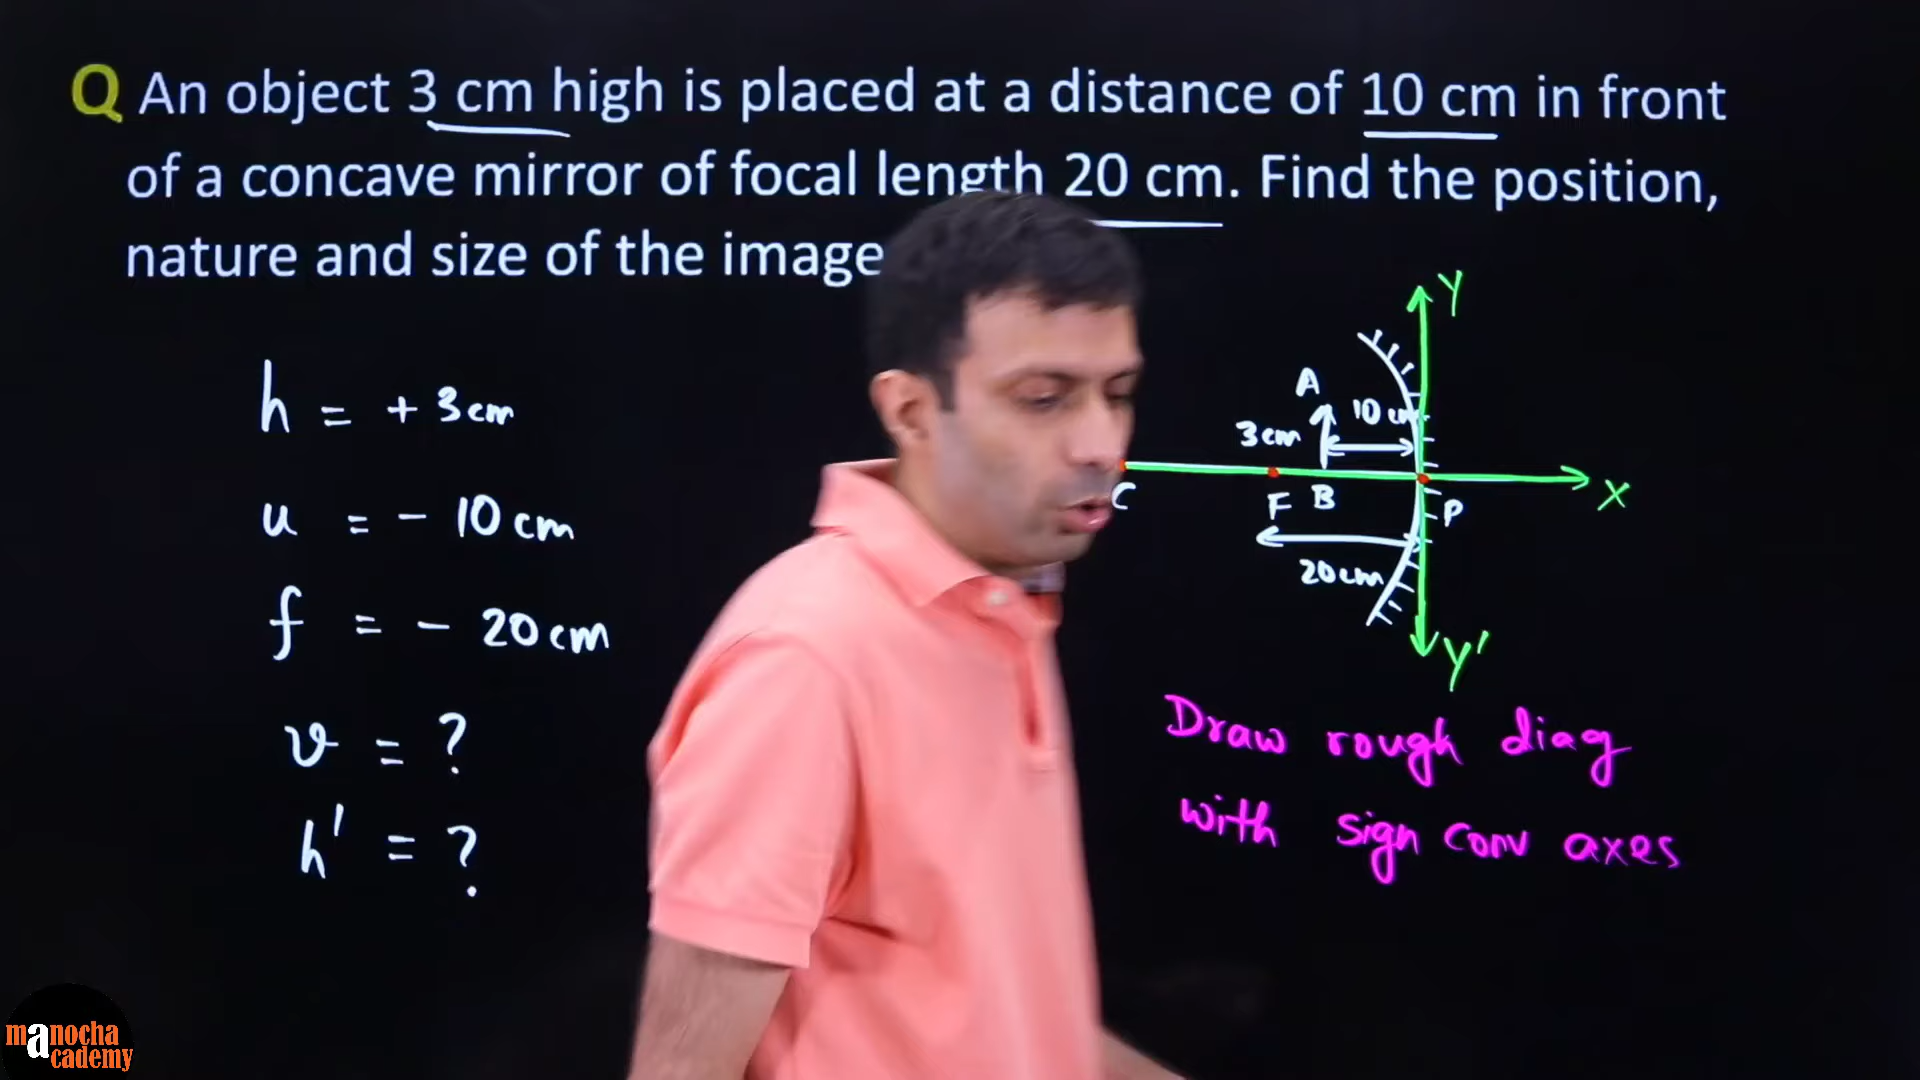 Q An object 3 cm high is placed at a distance of 10 cm in front
of a concave mirror of focal length 20 cm. Find the position,
nature and size of the image
h = + 3 cm
u = - 10 cm
f = - 20 cm
v = ?
h' = ?
Y
A
10 cm
3 cm
C
F
B
P
X
20 cm
Y'
Draw rough diag
with sign conv axes
manocha
academy